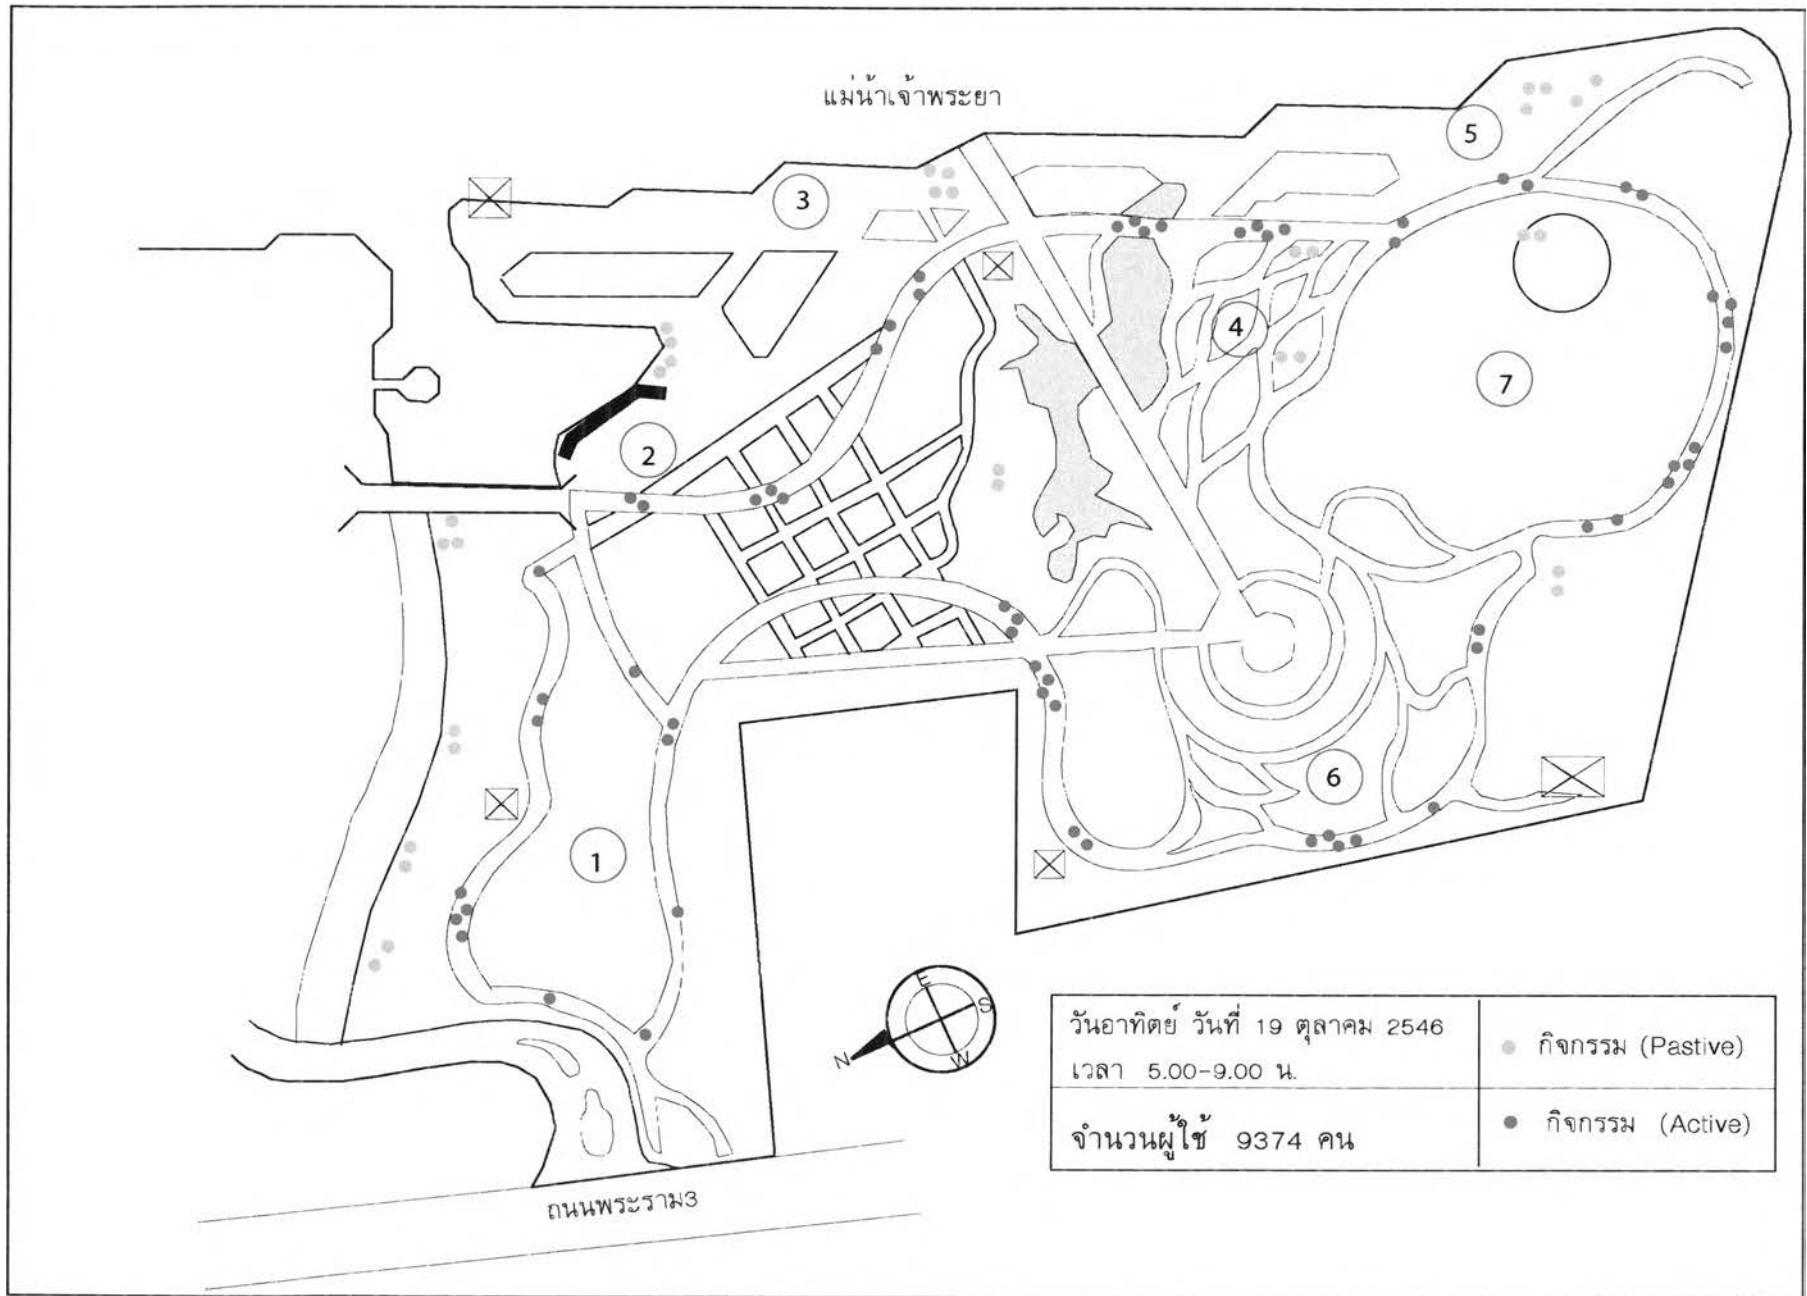 แม่น้ำเจ้าพระยา
5
3
4
7
2
6
1
E
S
N
W
วันอาทิตย์ วันที่ 19 ตุลาคม 2546
เวลา 5.00-9.00 น.
จำนวนผู้ใช้ 9374 คน
กิจกรรม (Pastive)
กิจกรรม (Active)
ถนนพระราม3